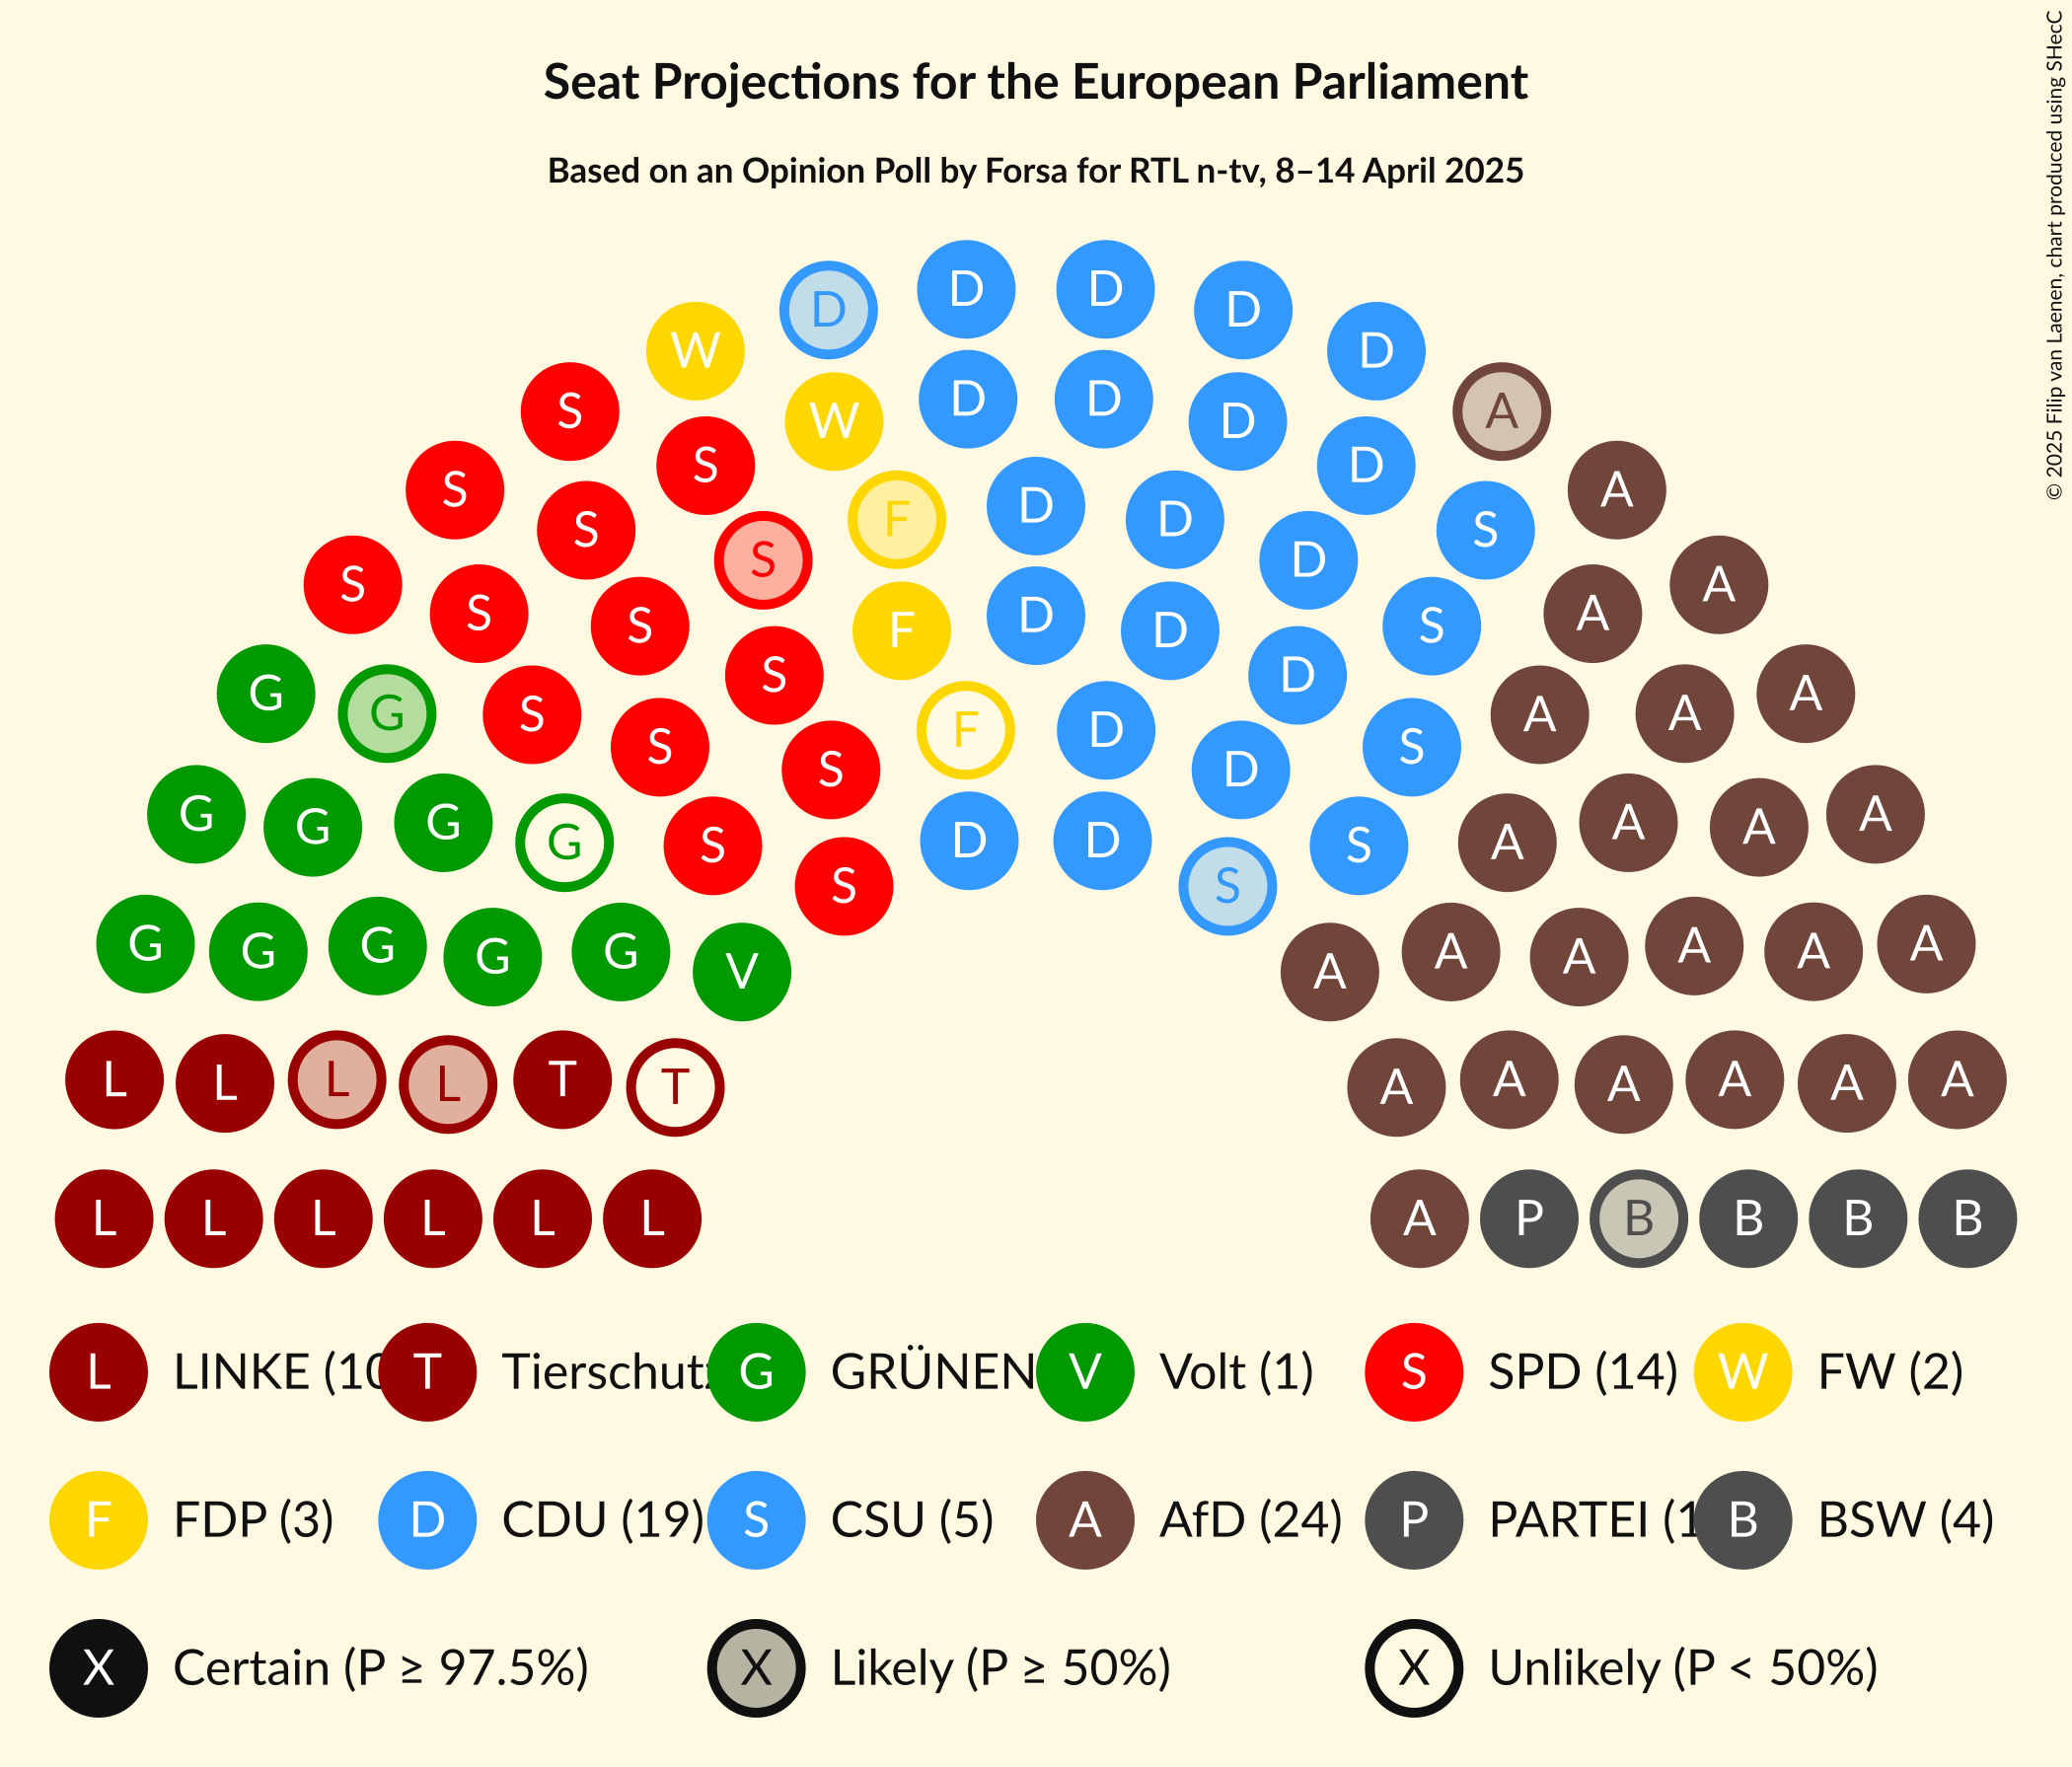 Seat Projections for the European Parliament
Based on an Opinion Poll by Forsa for RTL n-tv, 8–14 April 2025
© 2025 Filip van Laenen, chart produced using SHecC
D D D D
W D
S A
W D D D D
S S A
F D D D
S S S A
S D
F D D
S S S S A
D
G G S S F D D S A A A
S S D
G G G G S D D S A A A A
S S
G G G G G V A A A A A A
L L L L T T A A A A A A
L L L L L L A P B B B B
L LINKE (10 T Tierschutz G GRÜNEN V Volt (1) S SPD (14) W FW (2)
F FDP (3) D CDU (19) S CSU (5) A AfD (24) P PARTEI (1 B BSW (4)
X Certain (P ≥ 97.5%) X Likely (P ≥ 50%) X Unlikely (P < 50%)